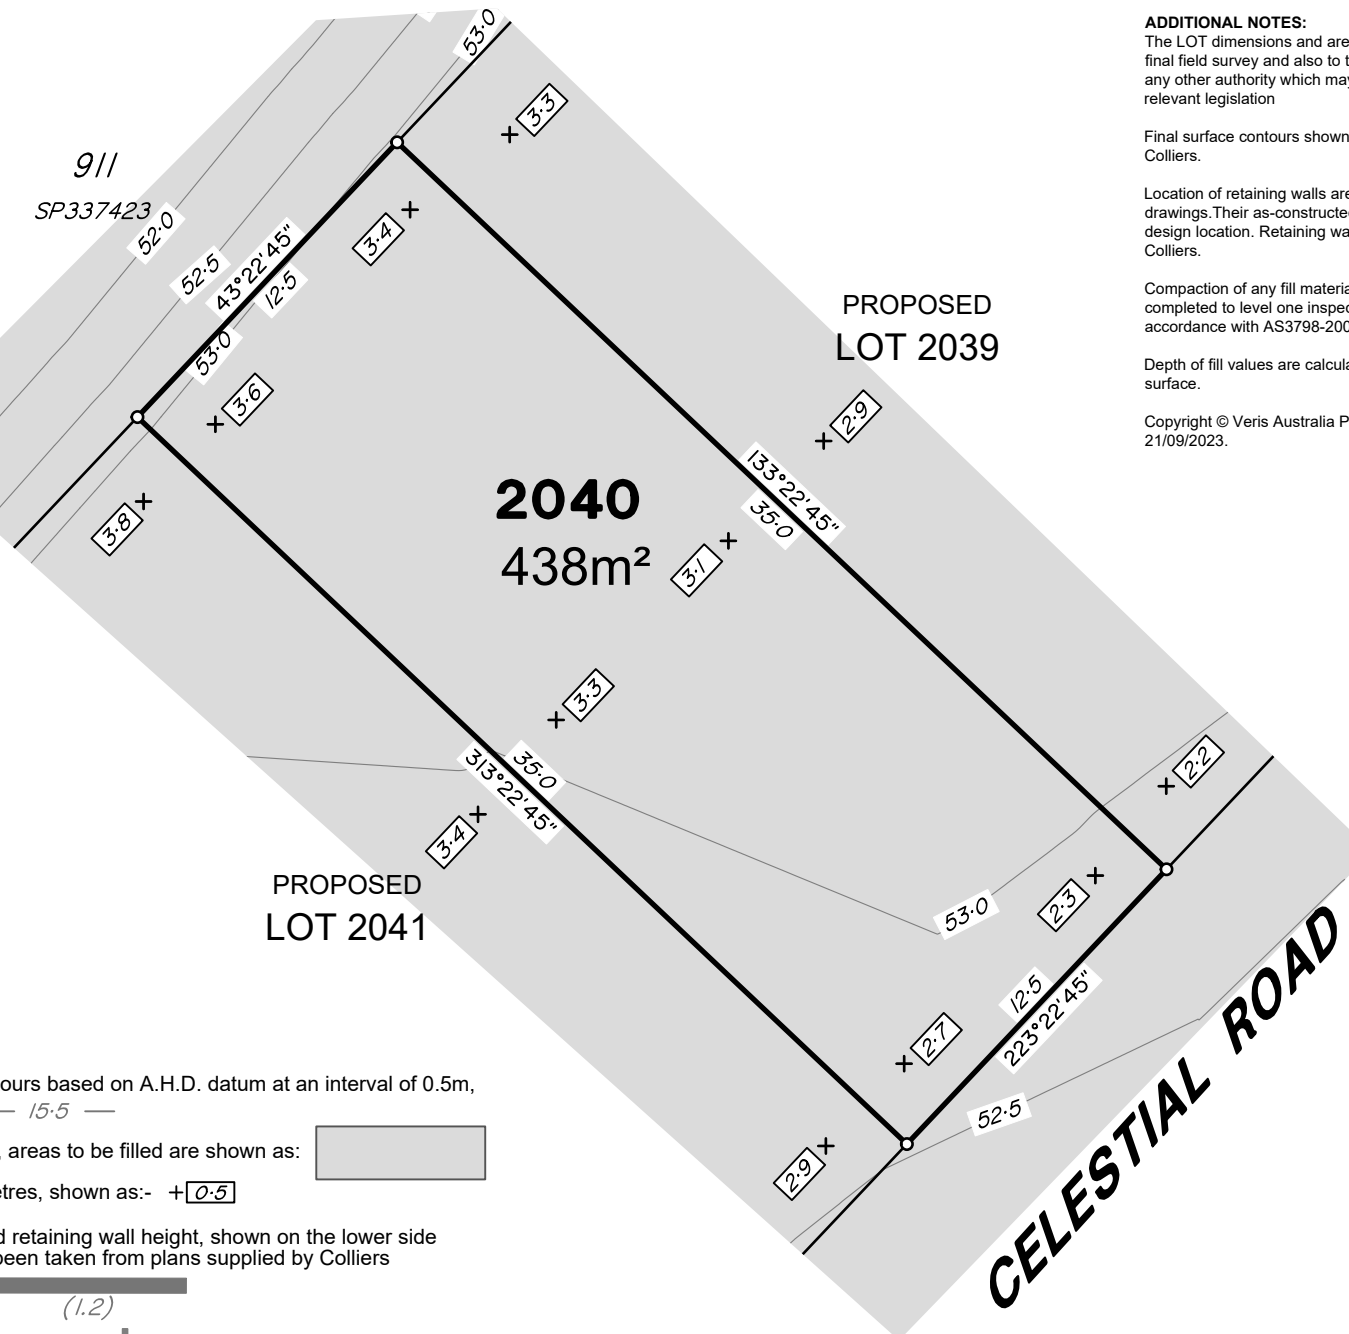 ADDITIONAL NOTES:
The LOT dimensions and are
final field survey and also to t
any other authority which may
relevant legislation
Final surface contours shown
Colliers.
Location of retaining walls are
drawings.Their as-constructe
design location. Retaining wa
Colliers.
Compaction of any fill materia
completed to level one inspec
accordance with AS3798-200
Depth of fill values are calcula
surface.
Copyright © Veris Australia P
21/09/2023.
53·0
3·3
911
SP337423
52·0
52·5
43°22'45"
12·5
3·4
53·0
3·6
3·8
PROPOSED
LOT 2039
2·9
133°22'45"
35·0
2040
438m²
3·1
3·3
35·0
313°22'45"
3·4
PROPOSED
LOT 2041
2·2
2·3
53·0
12·5
223°22'45"
2·7
52·5
2·9
CELESTIAL ROAD
ours based on A.H.D. datum at an interval of 0.5m,
15·5
, areas to be filled are shown as:
etres, shown as:- +0·5
d retaining wall height, shown on the lower side
been taken from plans supplied by Colliers
(1.2)